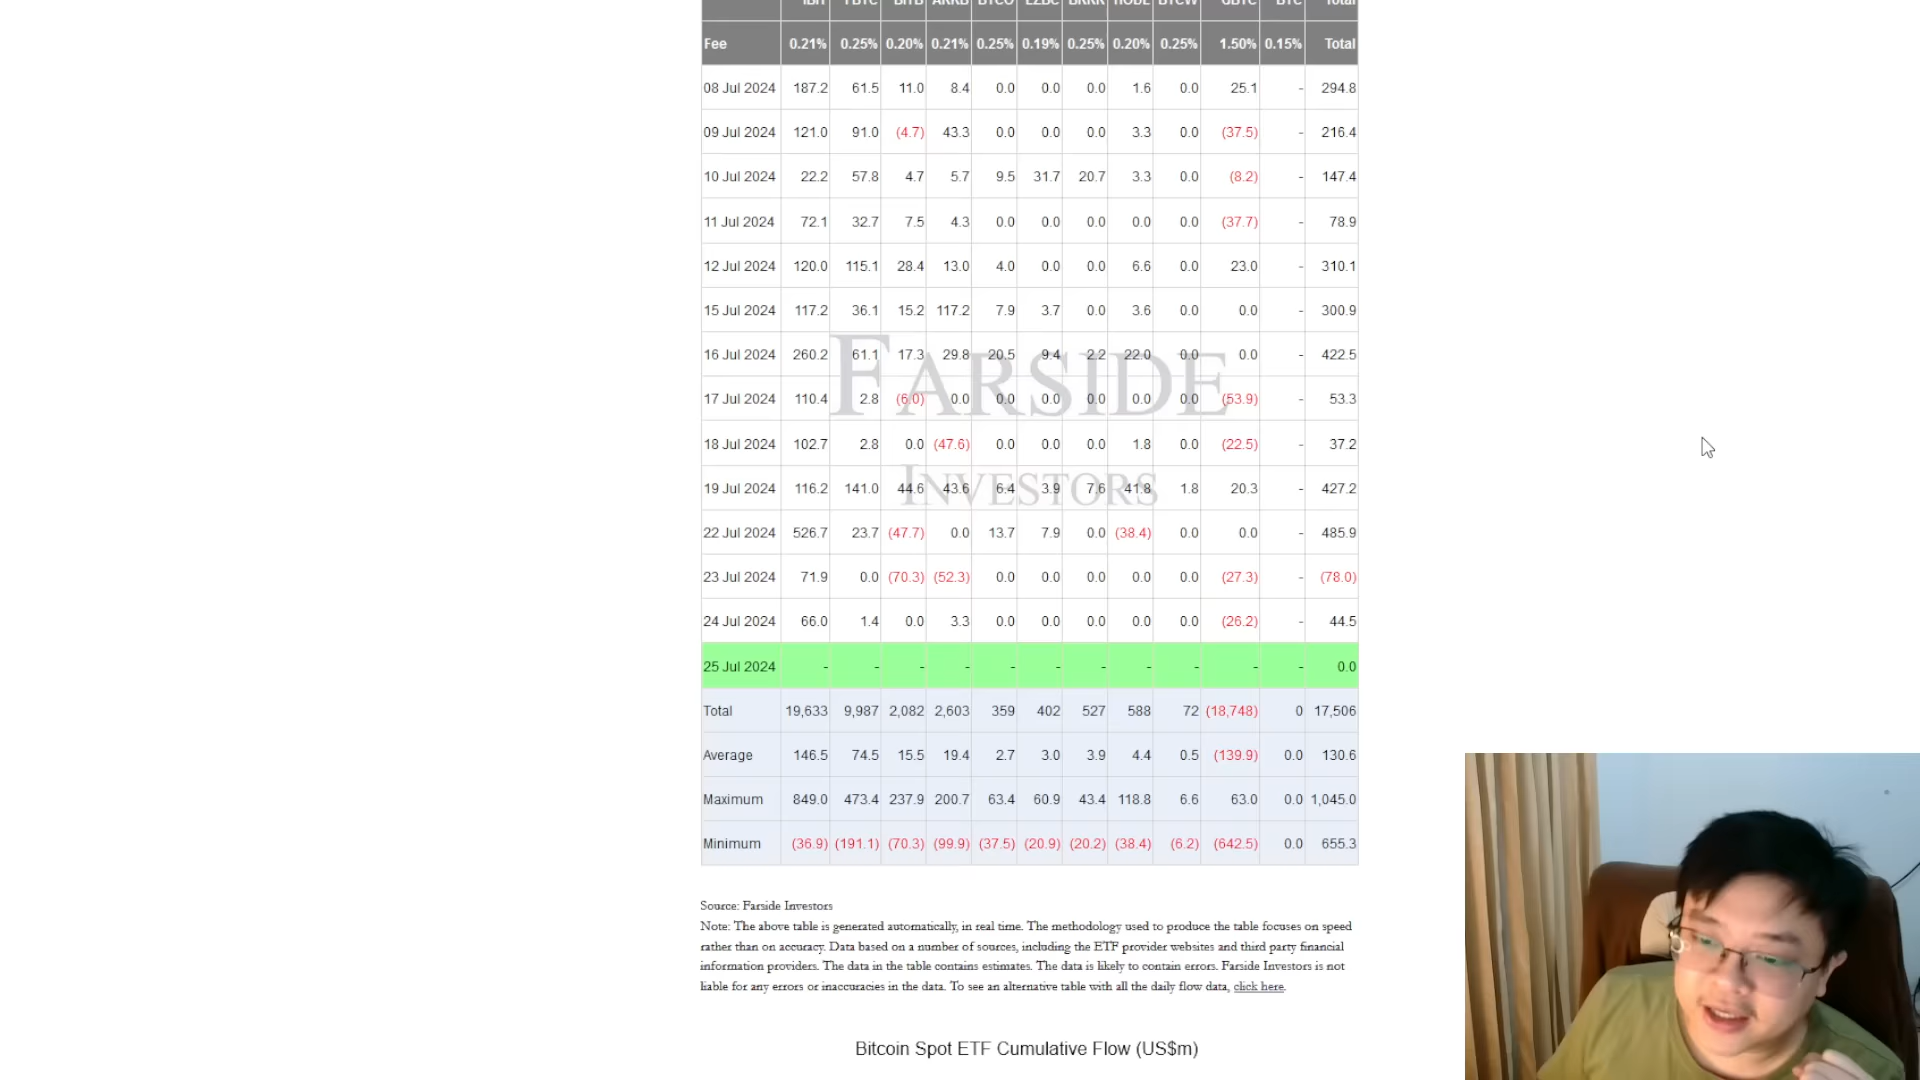 IBIT FBTC BITB ARKB BTCO EZBC BRRR HODL BTCW GBTC BTC Total
Fee 0.21% 0.25% 0.20% 0.21% 0.25% 0.19% 0.25% 0.20% 0.25% 1.50% 0.15% Total
08 Jul 2024 187.2 61.5 11.0 8.4 0.0 0.0 0.0 1.6 0.0 25.1 - 294.8
09 Jul 2024 121.0 91.0 (4.7) 43.3 0.0 0.0 0.0 3.3 0.0 (37.5) - 216.4
10 Jul 2024 22.2 57.8 4.7 5.7 9.5 31.7 20.7 3.3 0.0 (8.2) - 147.4
11 Jul 2024 72.1 32.7 7.5 4.3 0.0 0.0 0.0 0.0 0.0 (37.7) - 78.9
12 Jul 2024 120.0 115.1 28.4 13.0 4.0 0.0 0.0 6.6 0.0 23.0 - 310.1
15 Jul 2024 117.2 36.1 15.2 117.2 7.9 3.7 0.0 3.6 0.0 0.0 - 300.9
16 Jul 2024 260.2 61.1 17.3 29.8 20.5 9.4 2.2 22.0 0.0 0.0 - 422.5
FARSIDE
17 Jul 2024 110.4 2.8 (6.0) 0.0 0.0 0.0 0.0 0.0 0.0 (53.9) - 53.3
18 Jul 2024 102.7 2.8 0.0 (47.6) 0.0 0.0 0.0 1.8 0.0 (22.5) - 37.2
19 Jul 2024 116.2 141.0 44.6 43.6 6.4 3.9 7.6 41.8 1.8 20.3 - 427.2
INVESTORS
22 Jul 2024 526.7 23.7 (47.7) 0.0 13.7 7.9 0.0 (38.4) 0.0 0.0 - 485.9
23 Jul 2024 71.9 0.0 (70.3) (52.3) 0.0 0.0 0.0 0.0 0.0 (27.3) - (78.0)
24 Jul 2024 66.0 1.4 0.0 3.3 0.0 0.0 0.0 0.0 0.0 (26.2) - 44.5
25 Jul 2024 - - - - - - - - - - - 0.0
Total 19,633 9,987 2,082 2,603 359 402 527 588 72 (18,748) 0 17,506
Average 146.5 74.5 15.5 19.4 2.7 3.0 3.9 4.4 0.5 (139.9) 0.0 130.6
Maximum 849.0 473.4 237.9 200.7 63.4 60.9 43.4 118.8 6.6 63.0 0.0 1,045.0
Minimum (36.9) (191.1) (70.3) (99.9) (37.5) (20.9) (20.2) (38.4) (6.2) (642.5) 0.0 655.3
Source: Farside Investors
Note: The above table is generated automatically, in real time. The methodology used to produce the table focuses on speed
rather than on accuracy. Data based on a number of sources, including the ETF provider websites and third party financial
information providers. The data in the table contains estimates. The data is likely to contain errors. Farside Investors is not
liable for any errors or inaccuracies in the data. To see an alternative table with all the daily flow data, click here.
Bitcoin Spot ETF Cumulative Flow (US$m)